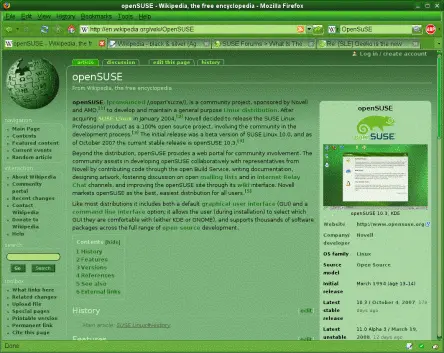 openSUSE - Wikipedia, the free encyclopedia - Mozilla Firefox
File Edit View History Bookmarks Tools Help
http://en.wikipedia.org/wiki/OpenSUSE
OpenSUSE
openSUSE - Wikipedia, the fr
Wikipedia - black & silver (Ag
SUSE Forums > What Is The
Re: [SLE] Geeko is the new
Log in / create account
article discussion edit this page history
openSUSE
From Wikipedia, the free encyclopedia
openSUSE, (pronounced /ˌoʊpɛnˈsuːzə/), is a community project, sponsored by Novell
and AMD,[1] to develop and maintain a general purpose Linux distribution. After
acquiring SUSE Linux in January 2004,[2] Novell decided to release the SUSE Linux
Professional product as a 100% open source project, involving the community in the
development process.[3] The initial release was a beta version of SUSE Linux 10.0, and as
of October 2007 the current stable release is openSUSE 10.3.[4]
Beyond the distribution, openSUSE provides a web portal for community involvement. The
community assists in developing openSUSE collaboratively with representatives from
Novell by contributing code through the open Build Service, writing documentation,
designing artwork, fostering discussion on open mailing lists and in Internet Relay
Chat channels, and improving the openSUSE site through its wiki interface. Novell
markets openSUSE as the best, easiest distribution for all users.[5]
Like most distributions it includes both a default graphical user interface (GUI) and a
command line interface option; it allows the user (during installation) to select which
GUI they are comfortable with (either KDE or GNOME), and supports thousands of software
packages across the full range of open source development.
Contents [hide]
1 History
2 Features
3 Versions
4 References
5 See also
6 External links
History
edit
Main article: SUSE Linux#History
Features
edit
navigation
Main Page
Contents
Featured content
Current events
Random article
interaction
About Wikipedia
Community
portal
Recent changes
Contact
Wikipedia
Donate to
Wikipedia
Help
search
Go Search
toolbox
What links here
Related changes
Upload file
Special pages
Printable version
Permanent link
Cite this page
openSUSE
openSUSE
openSUSE 10.3, KDE
Website http://www.opensuse.org
Company/
developer Novell
OS family Linux
Source
model Open Source
Initial
release March 1994 (age 13-14)
Latest
stable
release 10.3 / October 4, 2007
days ago
Latest
unstable 11.0 Alpha 3 / March 19,
2008 12 days ago
Done